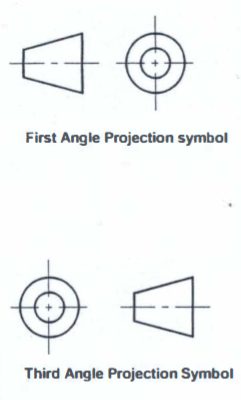 First Angle Projection symbol
Third Angle Projection Symbol